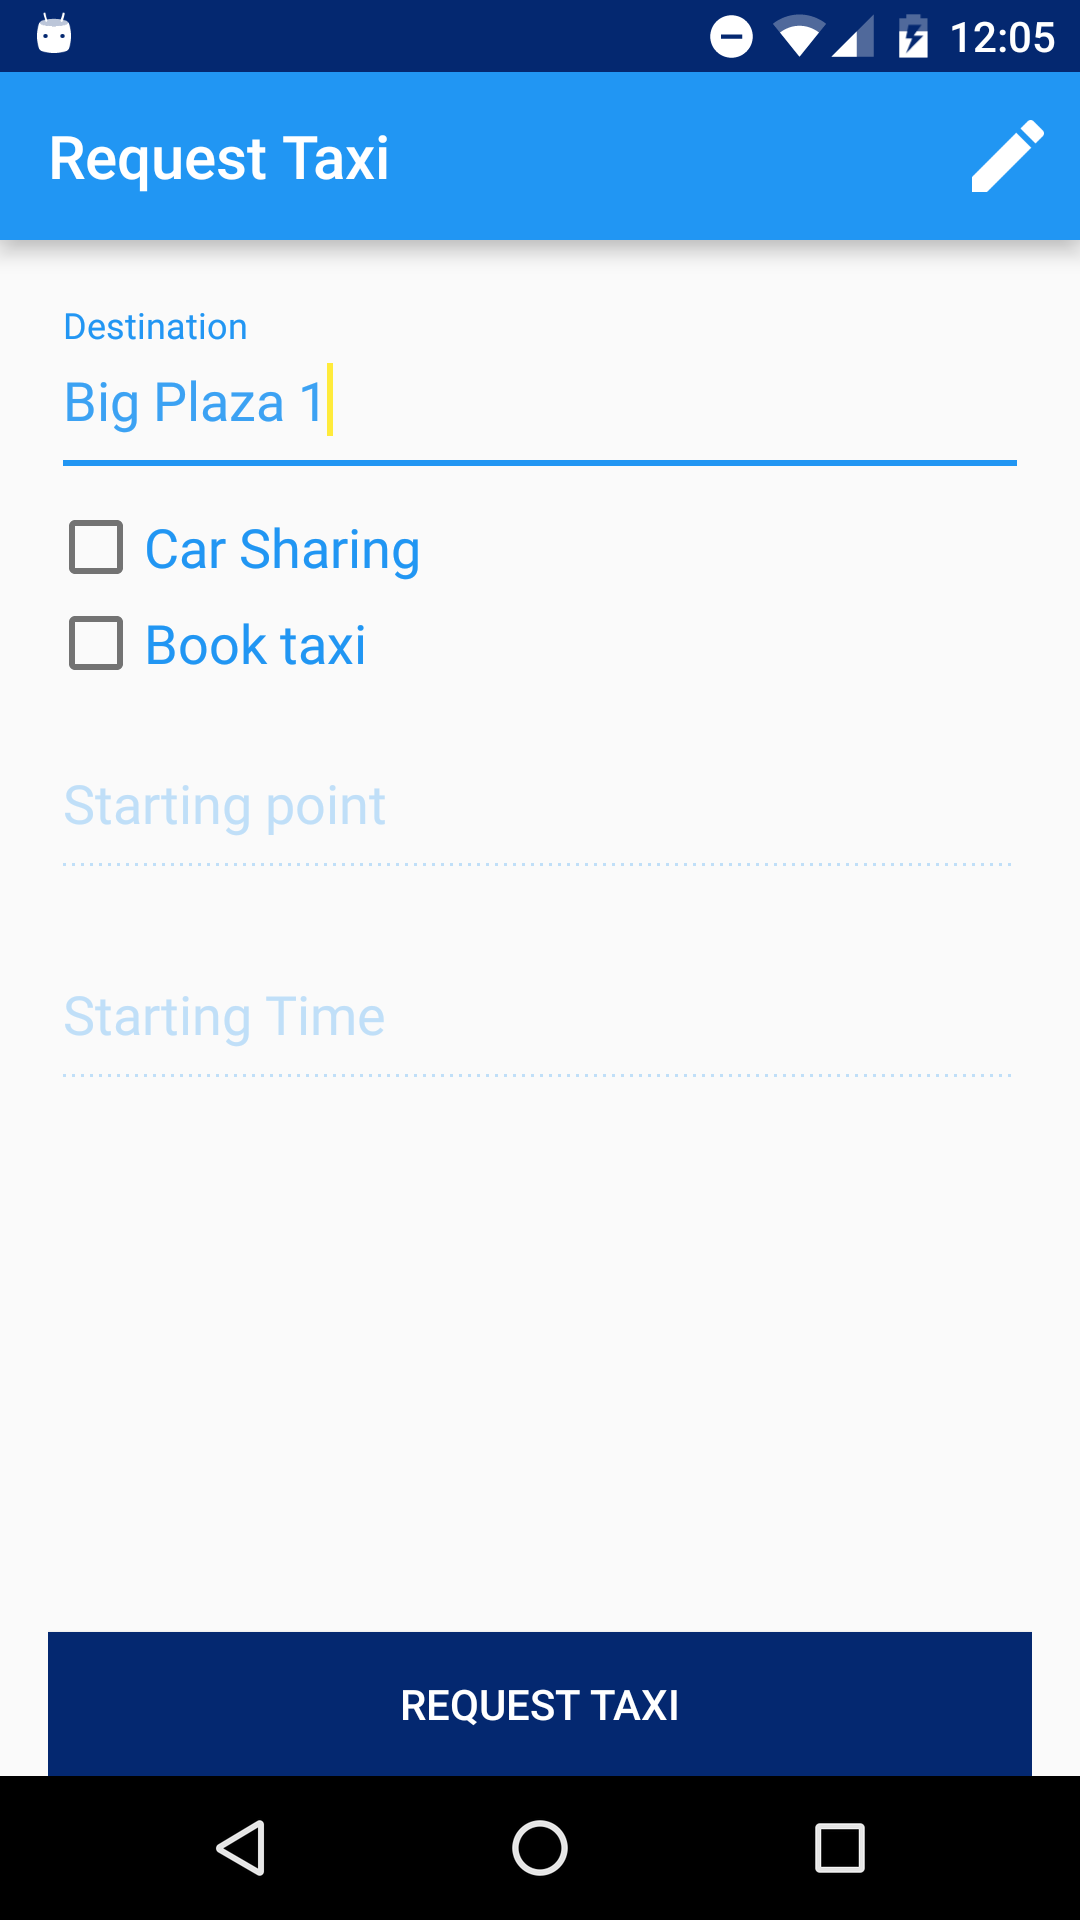 12:05
Request Taxi
Destination
Big Plaza 1
Car Sharing
Book taxi
Starting point
Starting Time
REQUEST TAXI